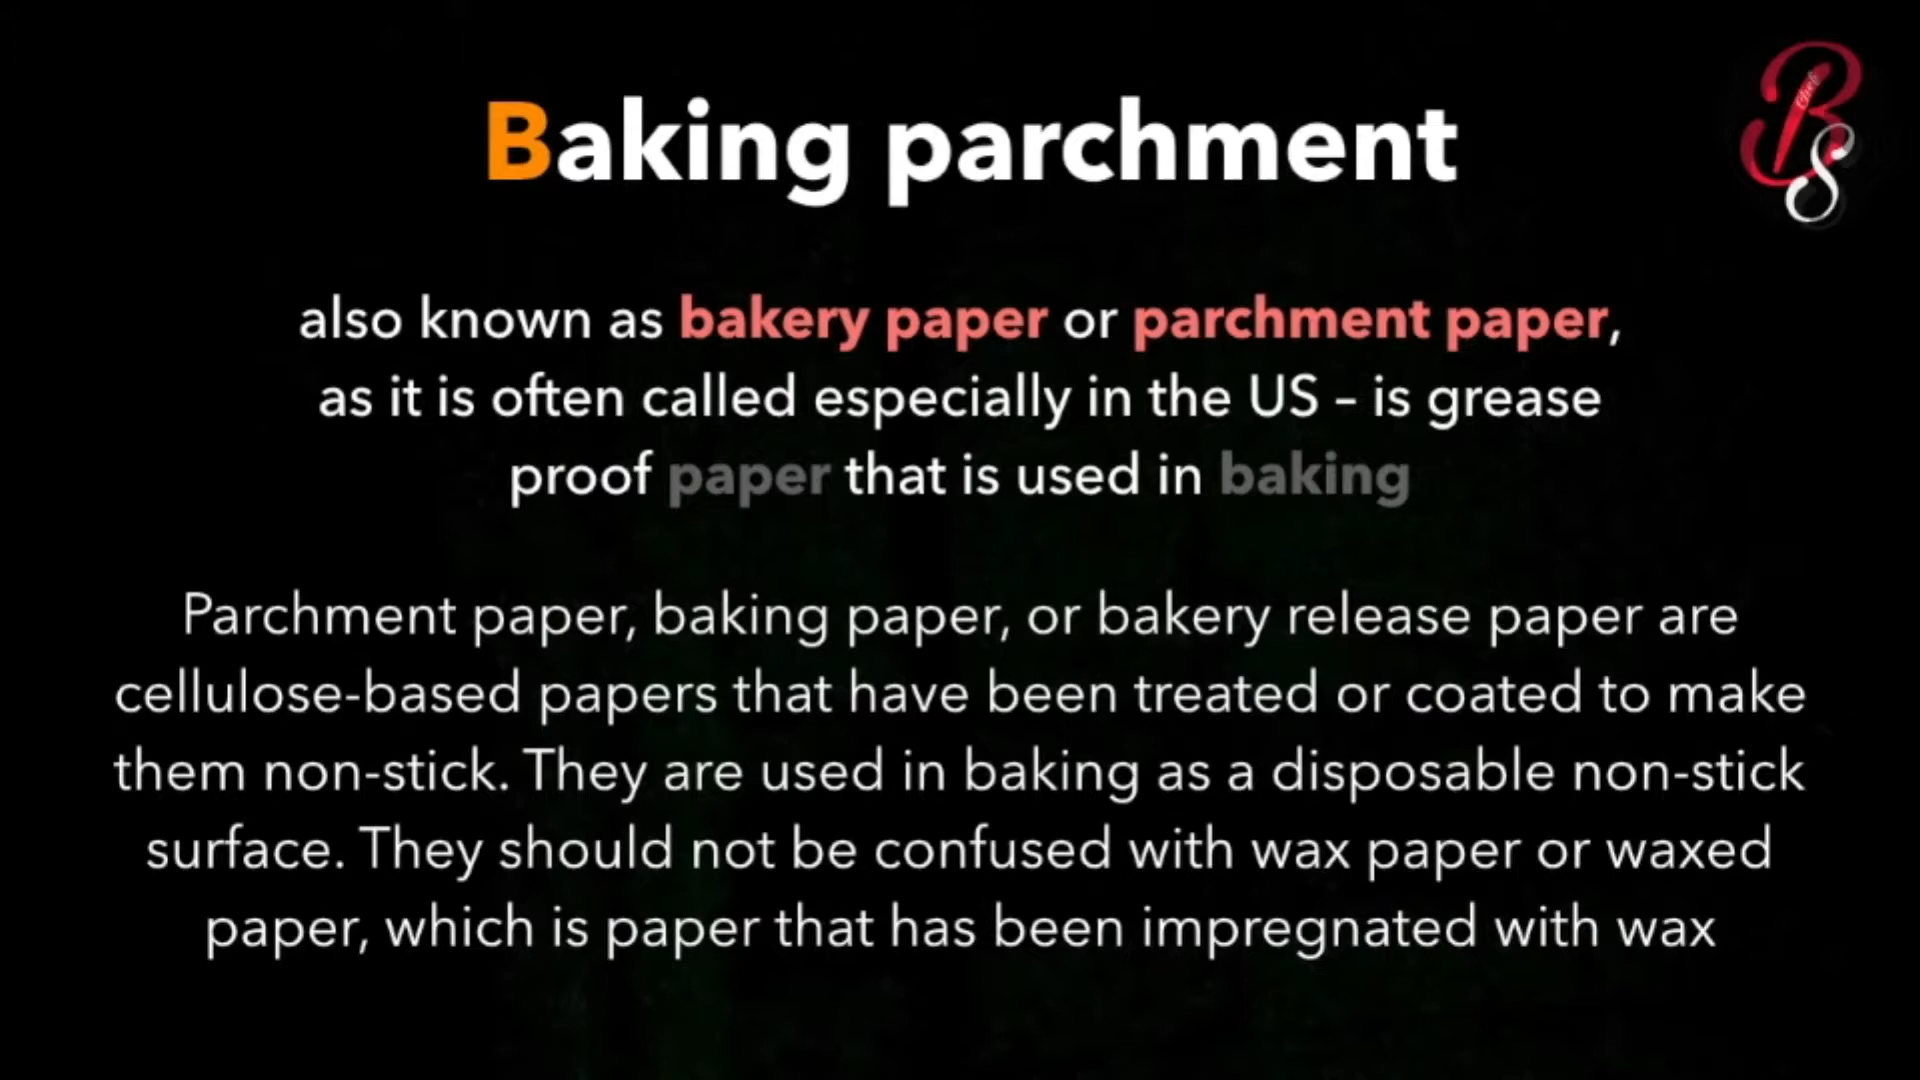 Baking parchment
also known as bakery paper or parchment paper,
as it is often called especially in the US – is grease
proof paper that is used in baking
Parchment paper, baking paper, or bakery release paper are
cellulose-based papers that have been treated or coated to make
them non-stick. They are used in baking as a disposable non-stick
surface. They should not be confused with wax paper or waxed
paper, which is paper that has been impregnated with wax
B
Chef
S